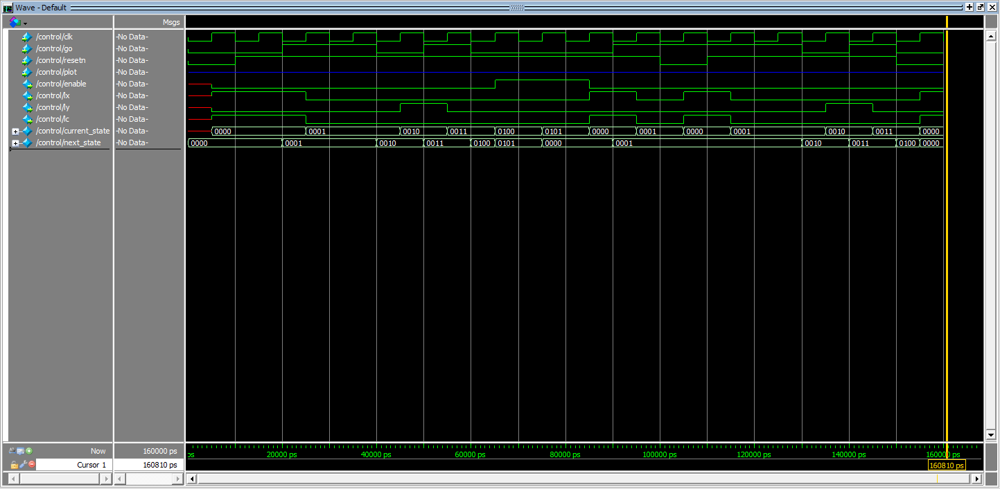 Wave - Default
Msgs
/control/clk -No Data-
/control/go -No Data-
/control/resetn -No Data-
/control/plot -No Data-
/control/enable -No Data-
/control/lx -No Data-
/control/ly -No Data-
/control/lc -No Data-
/control/current_state -No Data- 0000 0001 0010 0011 0100 0101 0000 0001 0000 0001 0010 0011 0000
/control/next_state -No Data- 0000 0001 0010 0011 0100 0101 0000 0001 0010 0011 0100 0000
Now 160000 ps ps 20000 ps 40000 ps 60000 ps 80000 ps 100000 ps 120000 ps 140000 ps 160000 ps
Cursor 1 160810 ps 160810 ps